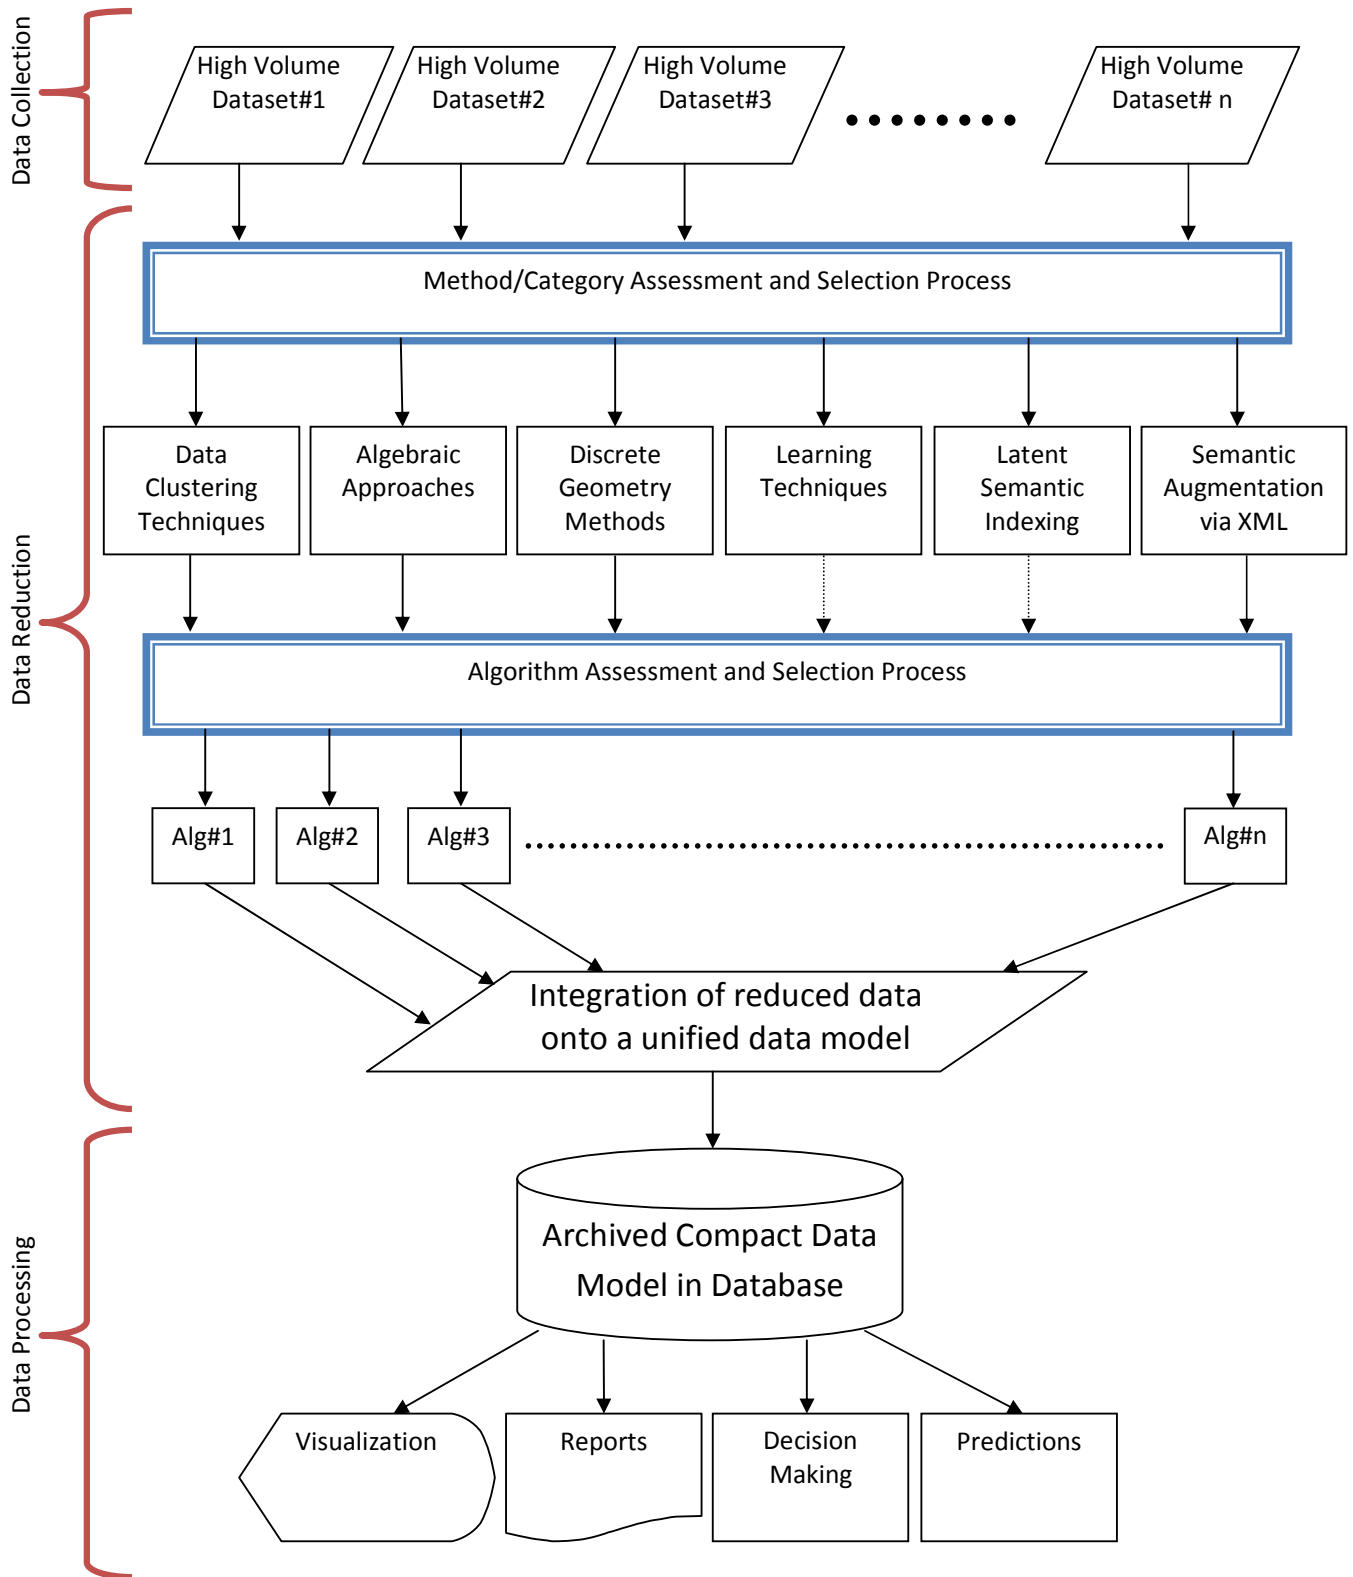 Data Collection
High Volume
Dataset#1
High Volume
Dataset#2
High Volume
Dataset#3
High Volume
Dataset# n
Data Reduction
Method/Category Assessment and Selection Process
Data
Clustering
Techniques
Algebraic
Approaches
Discrete
Geometry
Methods
Learning
Techniques
Latent
Semantic
Indexing
Semantic
Augmentation
via XML
Algorithm Assessment and Selection Process
Alg#1
Alg#2
Alg#3
Alg#n
Integration of reduced data
onto a unified data model
Data Processing
Archived Compact Data
Model in Database
Visualization
Reports
Decision
Making
Predictions